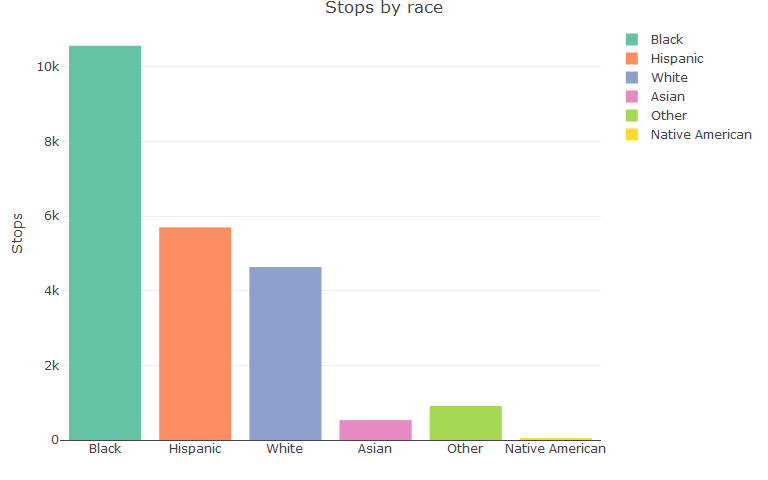 Stops by race
10k
8k
6k
4k
2k
0
Stops
Black
Hispanic
White
Asian
Other
Native American
Black
Hispanic
White
Asian
Other
Native American